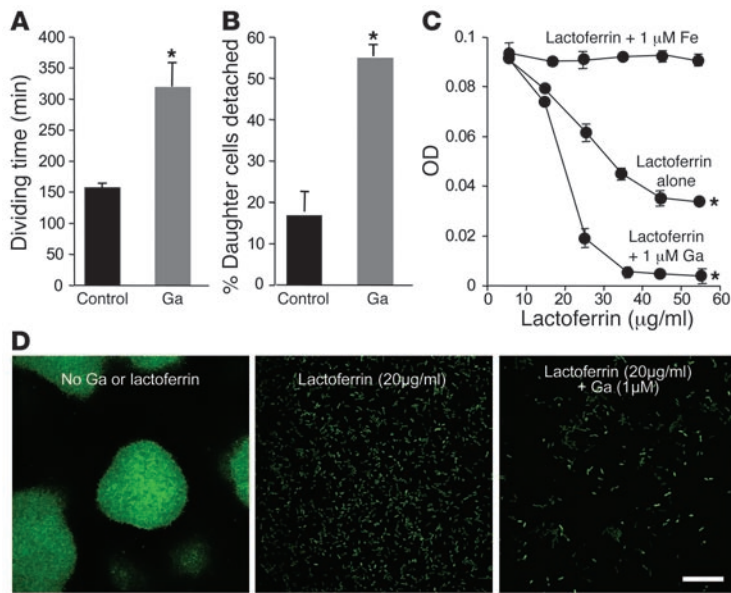 A
Dividing time (min)
400
350
300
250
200
150
100
50
0
*
Control
Ga
B
% Daughter cells detached
60
50
40
30
20
10
0
*
Control
Ga
C
OD
0.1
0.08
0.06
0.04
0.02
0
Lactoferrin + 1 μM Fe
Lactoferrin
alone
*
Lactoferrin
+ 1 μM Ga
*
0 10 20 30 40 50 60
Lactoferrin (μg/ml)
D
No Ga or lactoferrin
Lactoferrin (20μg/ml)
Lactoferrin (20μg/ml)
+ Ga (1μM)